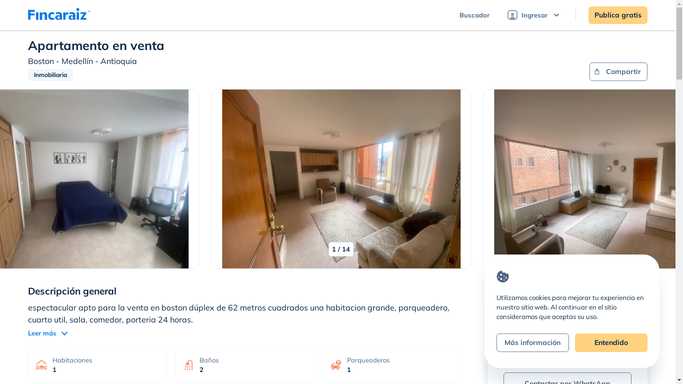 Fincaraiz
Buscador
Ingresar
Publica gratis
Apartamento en venta
Boston - Medellín - Antioquia
Inmobiliaria
Compartir
1 / 14
Descripción general
espectacular apto para la venta en boston dúplex de 62 metros cuadrados una habitacion grande, parqueadero,
cuarto util, sala, comedor, porteria 24 horas.
Leer más
Habitaciones
1
Baños
2
Parqueaderos
1
Utilizamos cookies para mejorar tu experiencia en
nuestro sitio web. Al continuar en el sitio
consideramos que aceptas su uso.
Más información
Entendido
Contactar por WhatsApp